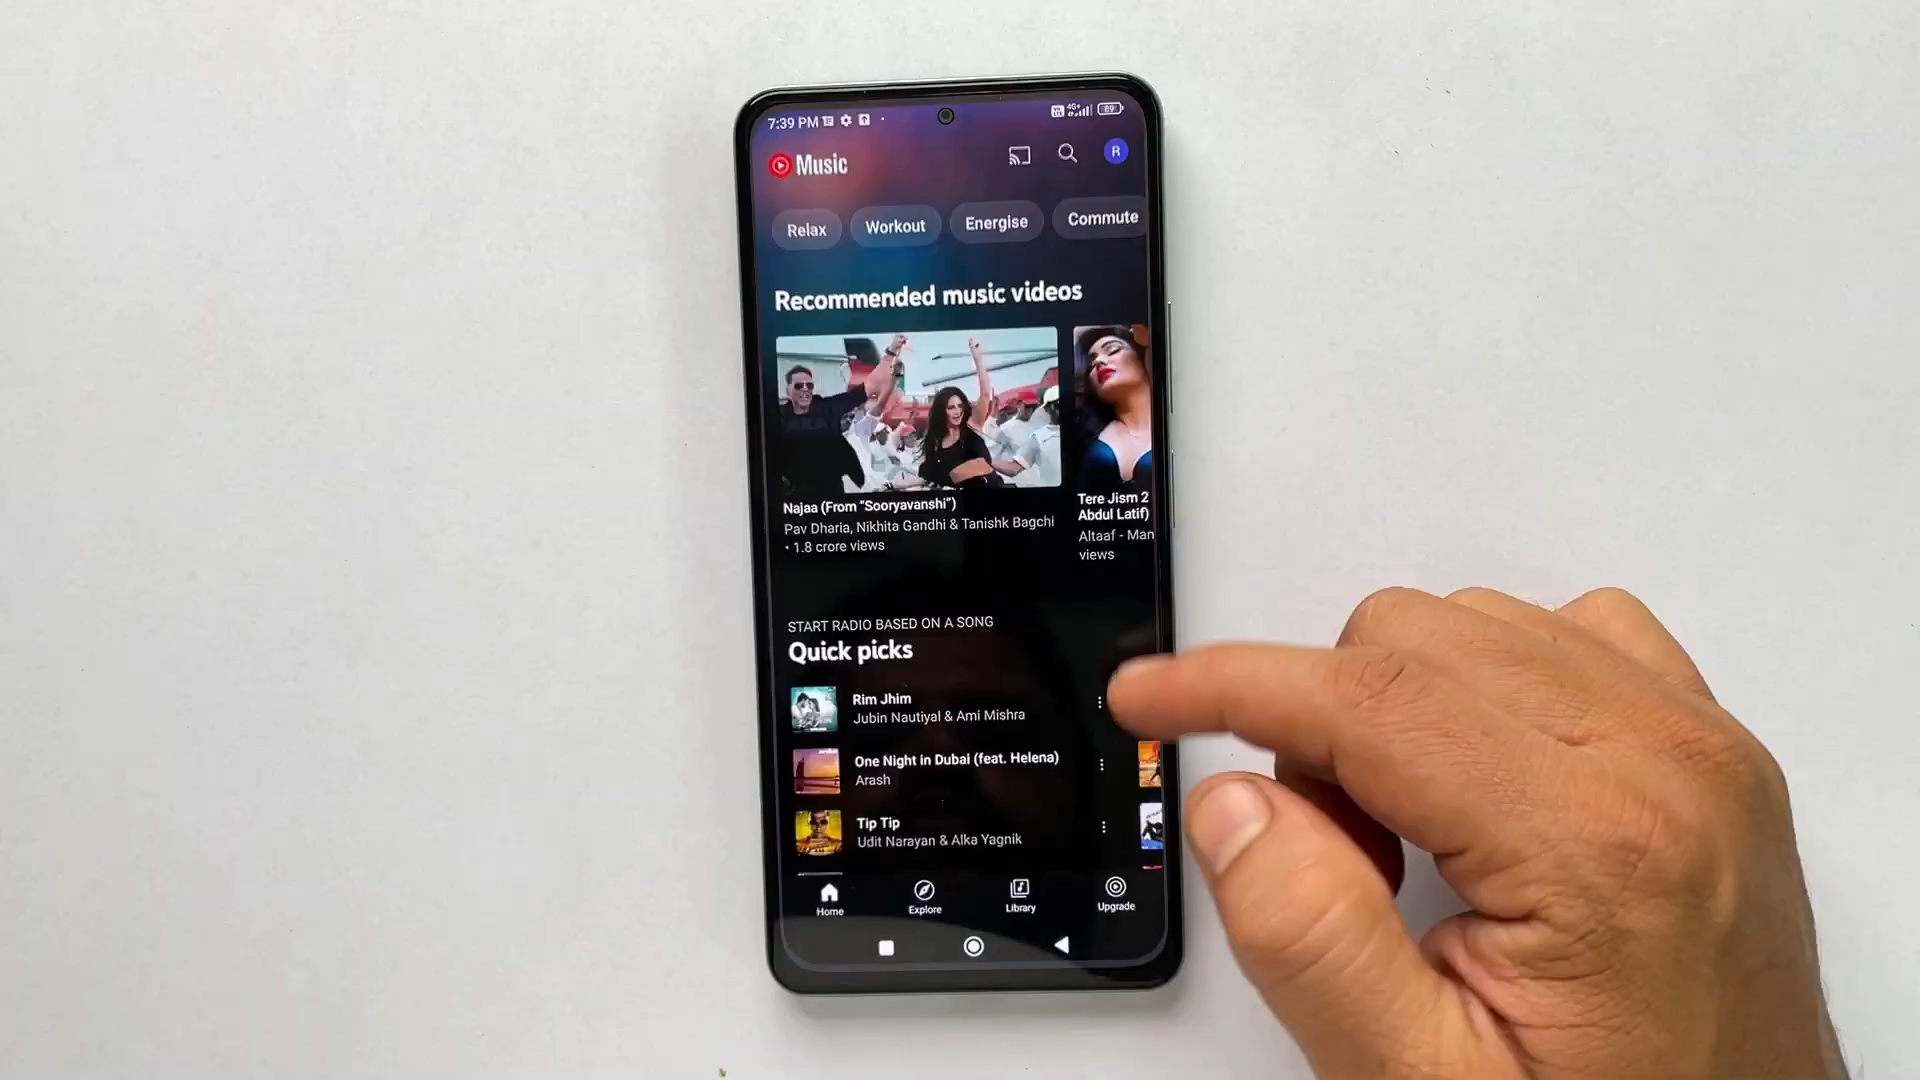 7:39 PM
4G+
89
Music
R
Relax
Workout
Energise
Commute
Recommended music videos
Najaa (From “Sooryavanshi”)
Pav Dharia, Nikhita Gandhi & Tanishk Bagchi
• 1.8 crore views
Tere Jism 2
Abdul Latif)
Altaaf - Man
views
START RADIO BASED ON A SONG
Quick picks
Rim Jhim
Jubin Nautiyal & Ami Mishra
One Night in Dubai (feat. Helena)
Arash
Tip Tip
Udit Narayan & Alka Yagnik
Home
Explore
Library
Upgrade